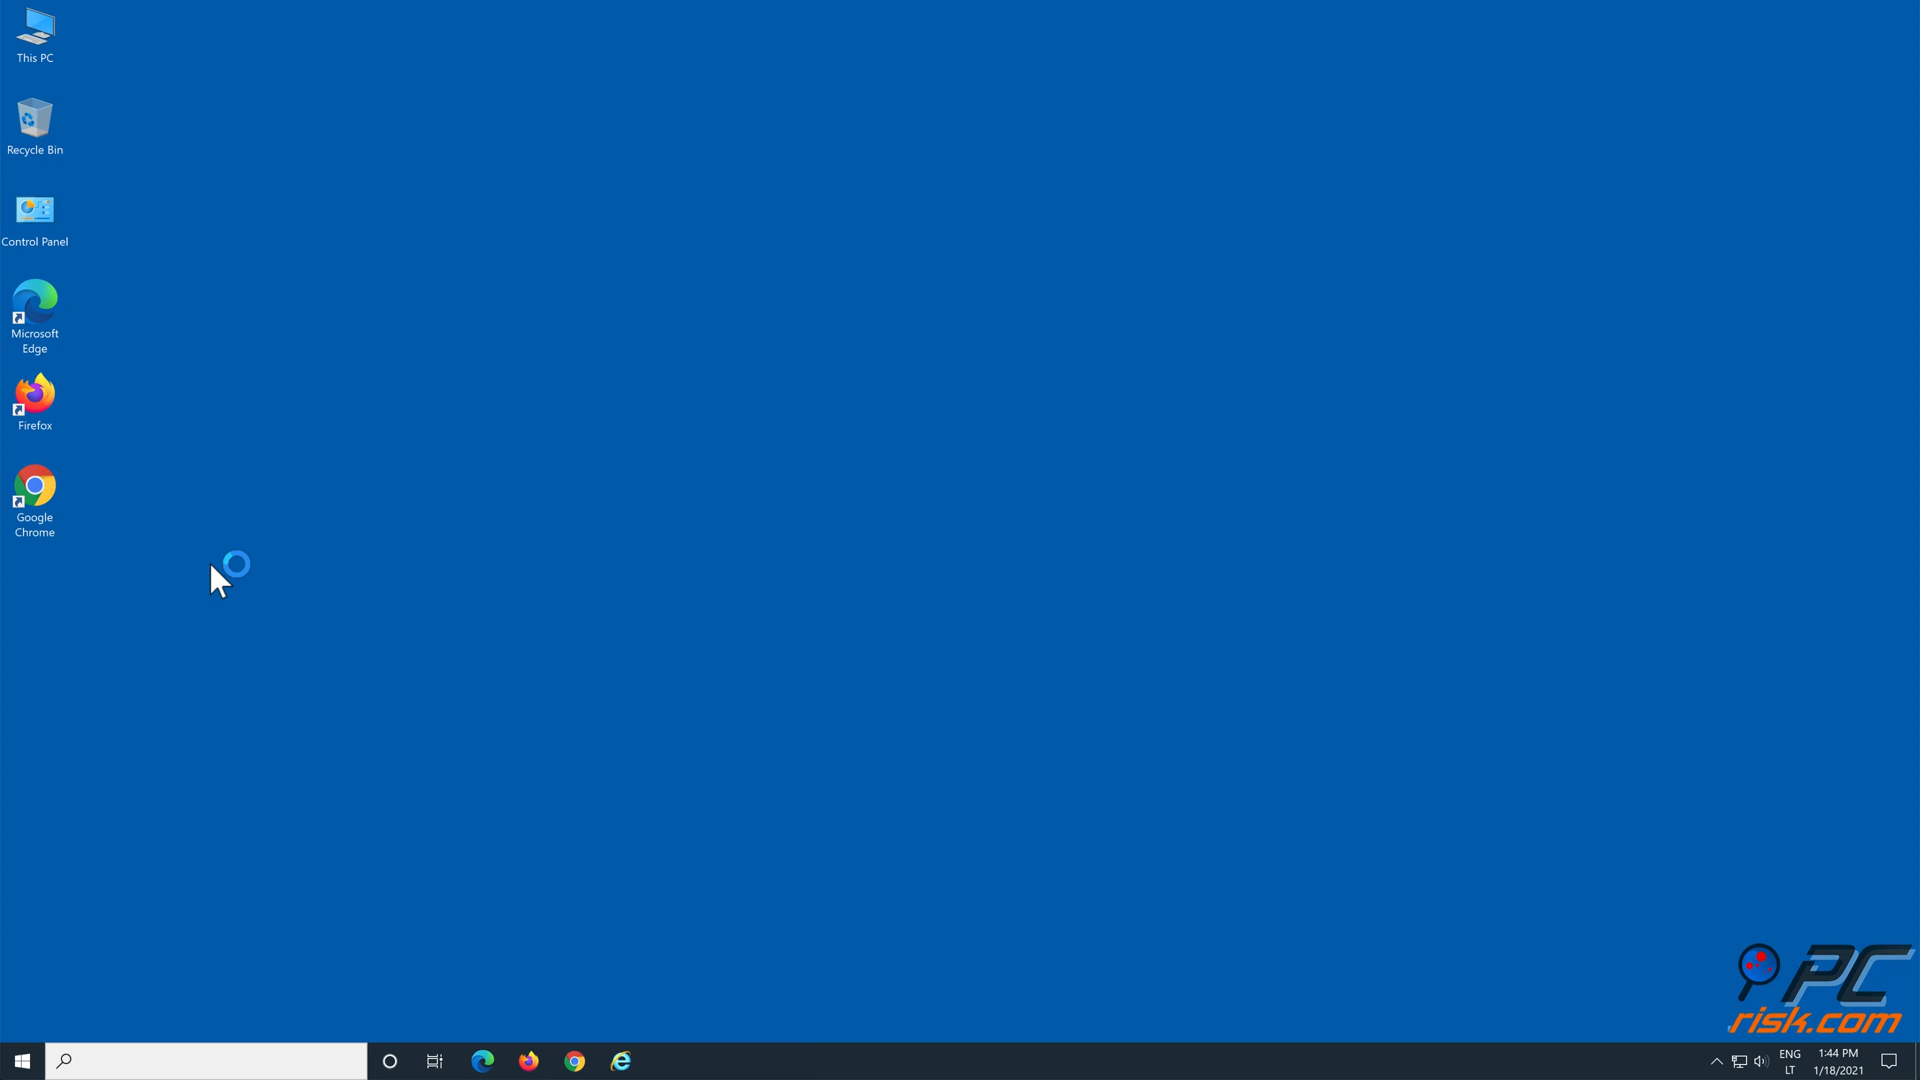 This PC
Recycle Bin
Control Panel
Microsoft
Edge
Firefox
Google
Chrome
PC
risk.com
ENG
LT
1:44 PM
1/18/2021